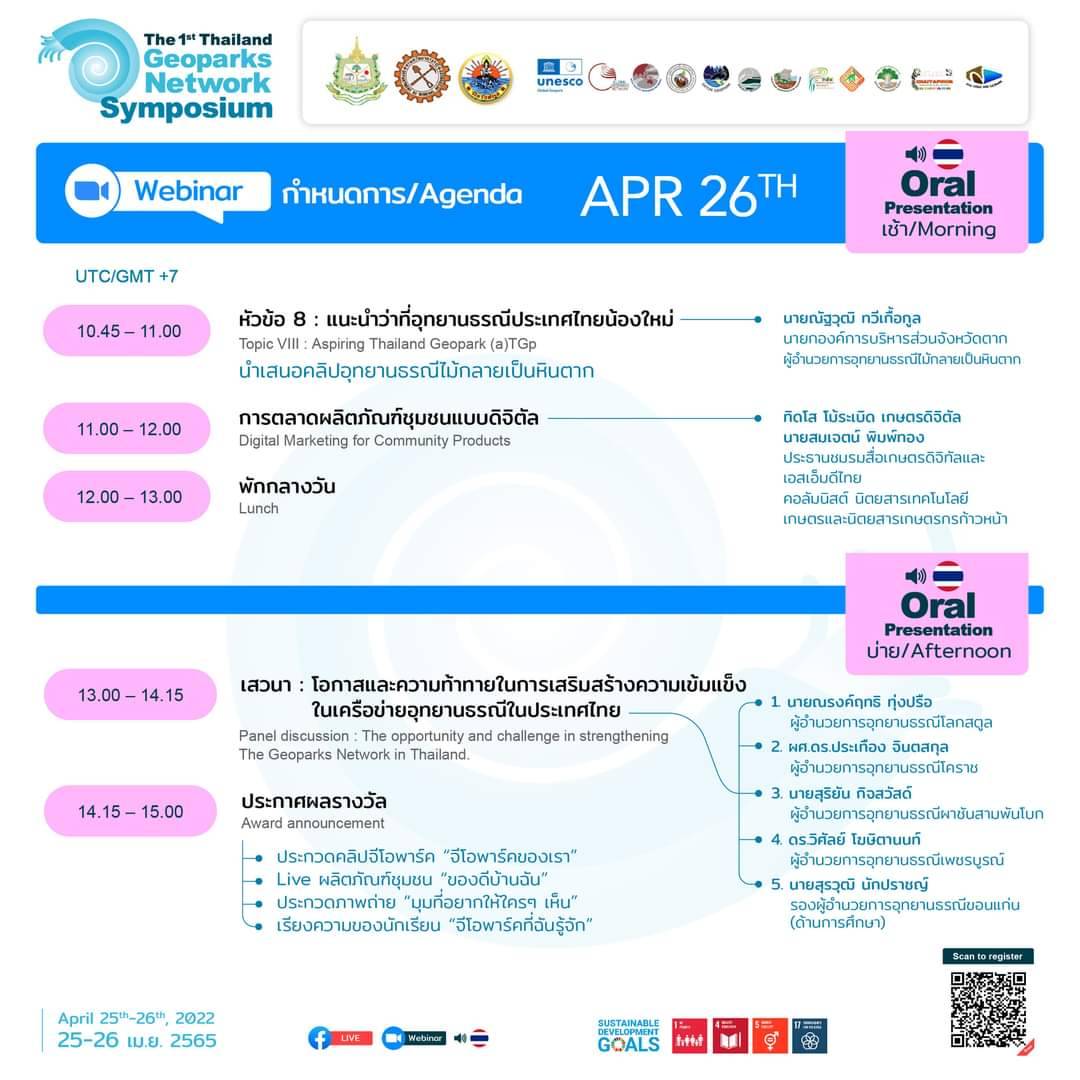 The 1st Thailand
Geoparks
Network
Symposium
unesco
Global Geopark
Webinar
กำหนดการ/Agenda
APR 26TH
Oral
Presentation
เช้า/Morning
UTC/GMT +7
10.45 – 11.00
หัวข้อ 8 : แนะนำว่าที่อุทยานธรณีประเทศไทยน้องใหม่
Topic VIII : Aspiring Thailand Geopark (a)TGp
นำเสนอคลิปอุทยานธรณีไม้กลายเป็นหินตาก
นายณัฐวุฒิ ทวีเกื้อกูล
นายกองค์การบริหารส่วนจังหวัดตาก
ผู้อำนวยการอุทยานธรณีไม้กลายเป็นหินตาก
11.00 – 12.00
การตลาดผลิตภัณฑ์ชุมชนแบบดิจิตัล
Digital Marketing for Community Products
ทิดโส โม้ระเบิด เกษตรดิจิตัล
นายสมเจตน์ พิมพ์ทอง
ประธานชมรมสื่อเกษตรดิจิทัลและ
เอสเอ็มดีไทย
คอลัมนิสต์ นิตยสารเทคโนโลยี
เกษตรและนิตยสารเกษตรกรก้าวหน้า
12.00 – 13.00
พักกลางวัน
Lunch
Oral
Presentation
บ่าย/Afternoon
13.00 – 14.15
เสวนา : โอกาสและความท้าทายในการเสริมสร้างความเข้มแข็ง
ในเครือข่ายอุทยานธรณีในประเทศไทย
Panel discussion : The opportunity and challenge in strengthening
The Geoparks Network in Thailand.
1. นายณรงค์ฤทธิ ทุ่งปรือ
ผู้อำนวยการอุทยานธรณีโลกสตูล
2. ผศ.ดร.ประเทือง จินตสกุล
ผู้อำนวยการอุทยานธรณีโคราช
3. นายสุริยัน กิจสวัสดิ์
ผู้อำนวยการอุทยานธรณีผาชันสามพันโบก
4. ดร.วิศัลย์ โฆษิตานนท์
ผู้อำนวยการอุทยานธรณีเพชรบูรณ์
5. นายสุรวุฒิ นักปราชญ์
รองผู้อำนวยการอุทยานธรณีขอนแก่น
(ด้านการศึกษา)
14.15 – 15.00
ประกาศผลรางวัล
Award announcement
ประกวดคลิปจีโอพาร์ค “จีโอพาร์คของเรา”
Live ผลิตภัณฑ์ชุมชน “ของดีบ้านฉัน”
ประกวดภาพถ่าย “มุมที่อยากให้ใครๆ เห็น”
เรียงความของนักเรียน “จีโอพาร์คที่ฉันรู้จัก”
Scan to register
April 25th-26th, 2022
25-26 เม.ย. 2565
LIVE
Webinar
SUSTAINABLE
DEVELOPMENT
GOALS
1
4
5
17